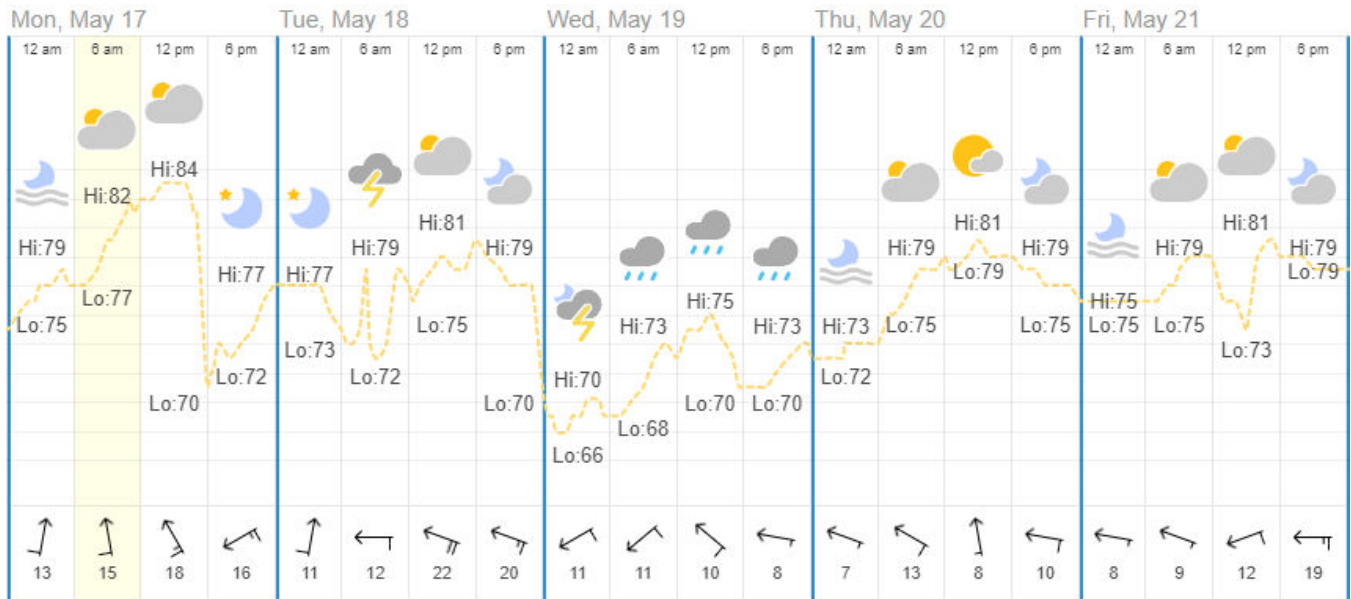 Mon, May 17 Tue, May 18 Wed, May 19 Thu, May 20 Fri, May 21
12 am 6 am 12 pm 6 pm 12 am 6 am 12 pm 6 pm 12 am 6 am 12 pm 6 pm 12 am 6 am 12 pm 6 pm 12 am 6 am 12 pm 6 pm
Hi:84
Hi:82
Hi:81 Hi:81 Hi:81
Hi:79 Hi:79 Hi:79 Hi:79 Hi:79 Hi:79 Hi:79
Hi:77 Hi:77 Lo:79 Lo:79
Lo:77 Hi:75 Hi:75
Lo:75 Lo:75 Hi:73 Hi:73 Hi:73 Lo:75 Lo:75 Lo:75 Lo:75
Lo:73 Lo:73
Lo:72 Lo:72 Hi:70 Lo:72
Lo:70 Lo:70 Lo:70 Lo:70
Lo:68
Lo:66
13 15 18 16 11 12 22 20 11 11 10 8 7 13 8 10 8 9 12 19